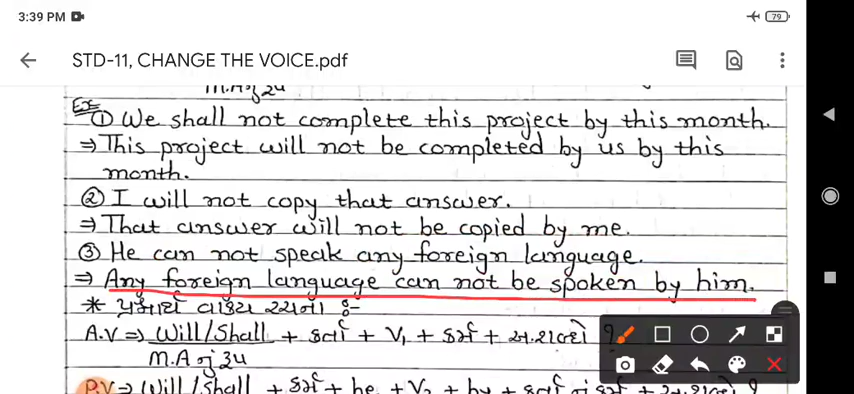 3:39 PM
79
STD-11, CHANGE THE VOICE.pdf
M.A નું રૂપ
Ex
① We shall not complete this project by this month.
⇒ This project will not be completed by us by this
month.
② I will not copy that answer.
⇒ That answer will not be copied by me.
③ He can not speak any foreign language.
⇒ Any foreign language can not be spoken by him.
* પ્રશ્નાર્થ વાક્ય રચના :-
A.V ⇒ Will/Shall + કર્તા + V₁ + કર્મ + અ.શબ્દો ?
M.A નું રૂપ
P.V ⇒ Will/Shall + કર્મ + be + V₃ + by + કર્તા નું કર્મ + અ.શબ્દો ?